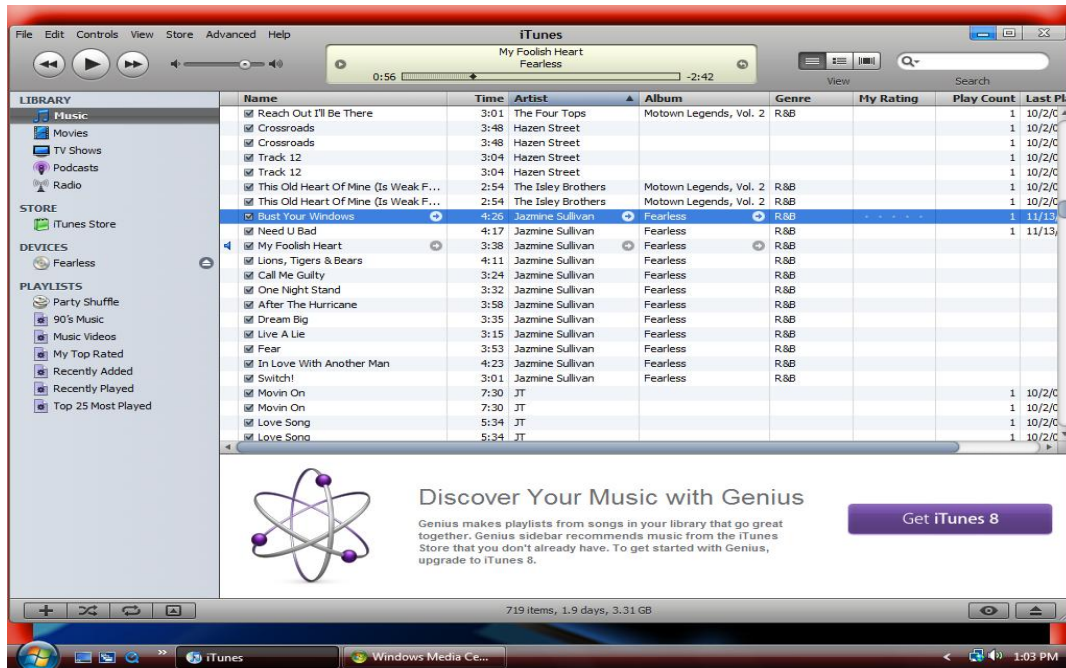 File Edit Controls View Store Advanced Help
iTunes
My Foolish Heart
Fearless
0:56 -2:42
View
Search
LIBRARY
Music
Movies
TV Shows
Podcasts
Radio
STORE
iTunes Store
DEVICES
Fearless
PLAYLISTS
Party Shuffle
90's Music
Music Videos
My Top Rated
Recently Added
Recently Played
Top 25 Most Played
Name Time Artist Album Genre My Rating Play Count Last Pl
Reach Out I'll Be There 3:01 The Four Tops Motown Legends, Vol. 2 R&B 1 10/2/0
Crossroads 3:48 Hazen Street 1 10/2/0
Crossroads 3:48 Hazen Street 1 10/2/0
Track 12 3:04 Hazen Street 1 10/2/0
Track 12 3:04 Hazen Street 1 10/2/0
This Old Heart Of Mine (Is Weak F... 2:54 The Isley Brothers Motown Legends, Vol. 2 R&B 1 10/2/0
This Old Heart Of Mine (Is Weak F... 2:54 The Isley Brothers Motown Legends, Vol. 2 R&B 1 10/2/0
Bust Your Windows 4:26 Jazmine Sullivan Fearless R&B 1 11/13/
Need U Bad 4:17 Jazmine Sullivan Fearless R&B 1 11/13/
My Foolish Heart 3:38 Jazmine Sullivan Fearless R&B
Lions, Tigers & Bears 4:11 Jazmine Sullivan Fearless R&B
Call Me Guilty 3:24 Jazmine Sullivan Fearless R&B
One Night Stand 3:32 Jazmine Sullivan Fearless R&B
After The Hurricane 3:58 Jazmine Sullivan Fearless R&B
Dream Big 3:35 Jazmine Sullivan Fearless R&B
Live A Lie 3:15 Jazmine Sullivan Fearless R&B
Fear 3:53 Jazmine Sullivan Fearless R&B
In Love With Another Man 4:23 Jazmine Sullivan Fearless R&B
Switch! 3:01 Jazmine Sullivan Fearless R&B
Movin On 7:30 JT 1 10/2/0
Movin On 7:30 JT 1 10/2/0
Love Song 5:34 JT 1 10/2/0
Love Song 5:34 JT 1 10/2/0
Discover Your Music with Genius
Genius makes playlists from songs in your library that go great
together. Genius sidebar recommends music from the iTunes
Store that you don't already have. To get started with Genius,
upgrade to iTunes 8.
Get iTunes 8
719 items, 1.9 days, 3.31 GB
iTunes
Windows Media Ce...
1:03 PM